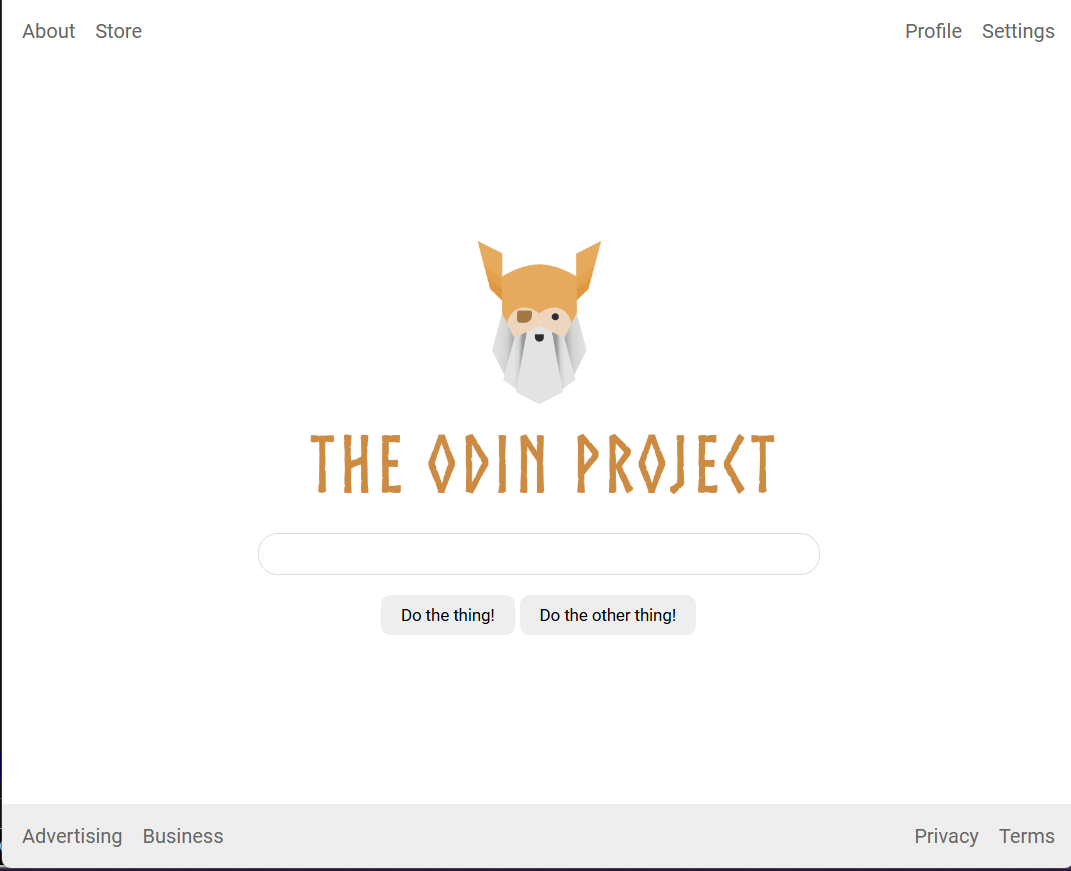 About Store Profile Settings
THE ODIN PROJECT
Do the thing! Do the other thing!
Advertising Business Privacy Terms